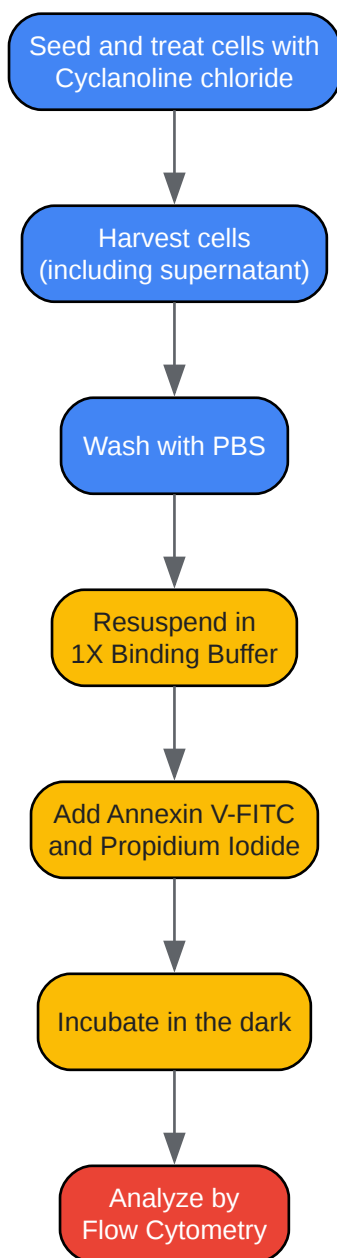 Seed and treat cells with
Cyclanoline chloride
Harvest cells
(including supernatant)
Wash with PBS
Resuspend in
1X Binding Buffer
Add Annexin V-FITC
and Propidium Iodide
Incubate in the dark
Analyze by
Flow Cytometry